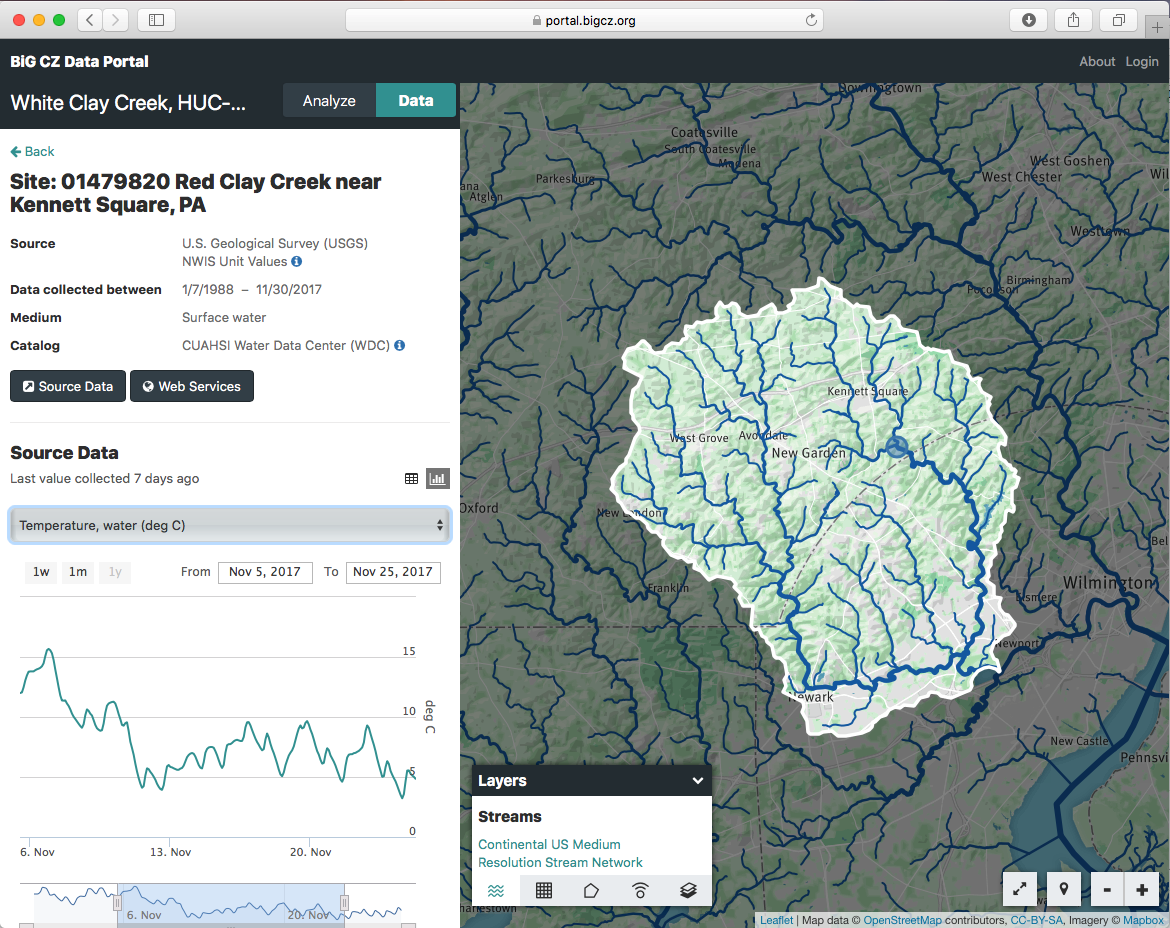 portal.bigcz.org
BiG CZ Data Portal
About Login
White Clay Creek, HUC-...
Analyze
Data
Back
Site: 01479820 Red Clay Creek near
Kennett Square, PA
Source
U.S. Geological Survey (USGS)
NWIS Unit Values
Data collected between
1/7/1988 – 11/30/2017
Medium
Surface water
Catalog
CUAHSI Water Data Center (WDC)
Source Data
Web Services
Source Data
Last value collected 7 days ago
Temperature, water (deg C)
1w
1m
1y
From
Nov 5, 2017
To
Nov 25, 2017
15
10
5
0
deg C
6. Nov
13. Nov
20. Nov
6. Nov
20. Nov
Downingtown
Coatesville
South Coatesville
Modena
West Goshen
West Chester
Wil
Parkesburg
ana
Atglen
Westtown
Birmingham
Pocopson
Kennett Square
West Grove
Avondale
New Garden
Oxford
New London
Bel
Franklin
Wilmington
Elsmere
Newport
Newark
New Castle
Pennsvi
Layers
Streams
Continental US Medium
Resolution Stream Network
harlestown
-
+
Leaflet | Map data © OpenStreetMap contributors, CC-BY-SA, Imagery © Mapbox